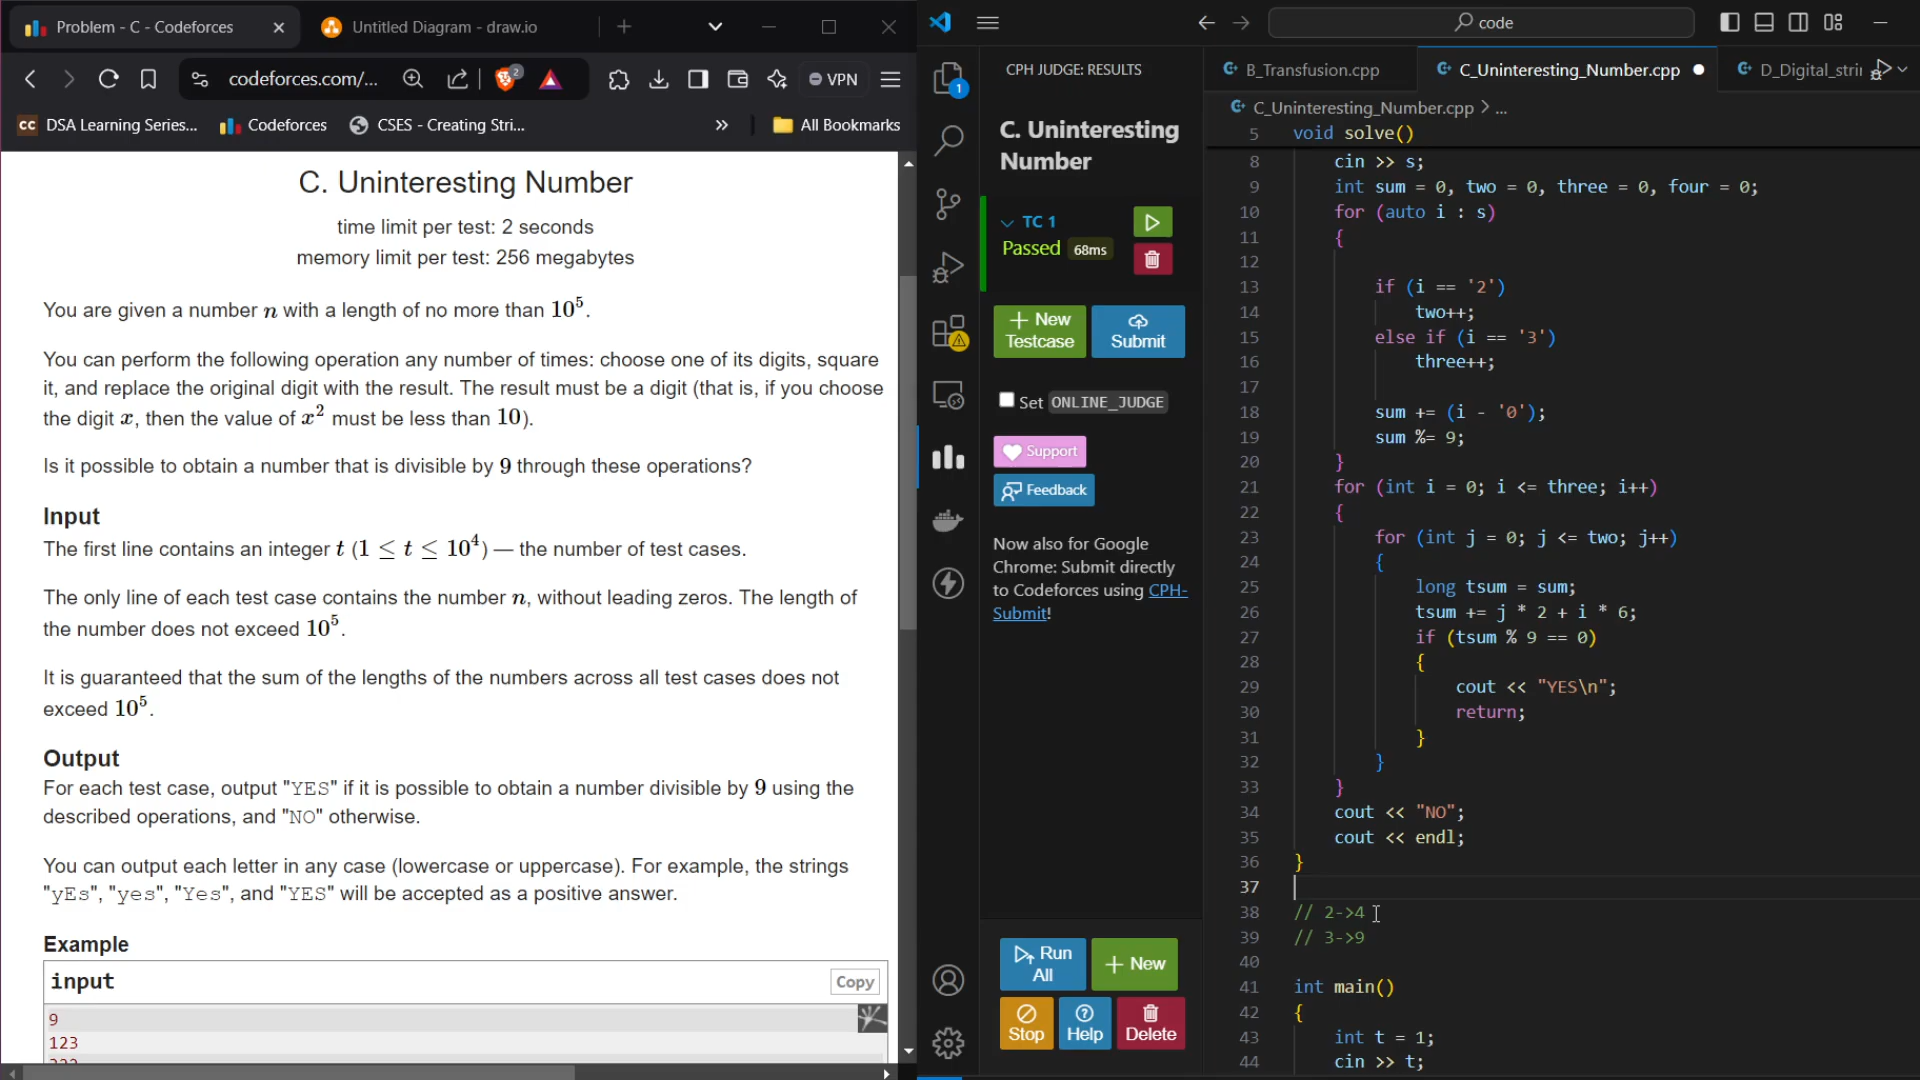 Problem - C - Codeforces
Untitled Diagram - draw.io
codeforces.com/...
2
VPN
CC DSA Learning Series...
Codeforces
CSES - Creating Stri...
»
All Bookmarks
C. Uninteresting Number
time limit per test: 2 seconds
memory limit per test: 256 megabytes
You are given a number n with a length of no more than 10^5.
You can perform the following operation any number of times: choose one of its digits, square
it, and replace the original digit with the result. The result must be a digit (that is, if you choose
the digit x, then the value of x^2 must be less than 10).
Is it possible to obtain a number that is divisible by 9 through these operations?
Input
The first line contains an integer t (1 ≤ t ≤ 10^4) — the number of test cases.
The only line of each test case contains the number n, without leading zeros. The length of
the number does not exceed 10^5.
It is guaranteed that the sum of the lengths of the numbers across all test cases does not
exceed 10^5.
Output
For each test case, output "YES" if it is possible to obtain a number divisible by 9 using the
described operations, and "NO" otherwise.
You can output each letter in any case (lowercase or uppercase). For example, the strings
"yEs", "yes", "Yes", and "YES" will be accepted as a positive answer.
Example
input
Copy
9
123
code
1
CPH JUDGE: RESULTS
C. Uninteresting
Number
TC 1
Passed 68ms
+ New
Testcase
Submit
Set ONLINE_JUDGE
Support
Feedback
Now also for Google
Chrome: Submit directly
to Codeforces using CPH-
Submit!
Run
All
+ New
Stop
Help
Delete
B_Transfusion.cpp
C_Uninteresting_Number.cpp
D_Digital_stri
C_Uninteresting_Number.cpp > ...
5 void solve()
8 cin >> s;
9 int sum = 0, two = 0, three = 0, four = 0;
10 for (auto i : s)
11 {
12
13 if (i == '2')
14 two++;
15 else if (i == '3')
16 three++;
17
18 sum += (i - '0');
19 sum %= 9;
20 }
21 for (int i = 0; i <= three; i++)
22 {
23 for (int j = 0; j <= two; j++)
24 {
25 long tsum = sum;
26 tsum += j * 2 + i * 6;
27 if (tsum % 9 == 0)
28 {
29 cout << "YES\n";
30 return;
31 }
32 }
33 }
34 cout << "NO";
35 cout << endl;
36 }
37
38 // 2->4
39 // 3->9
40
41 int main()
42 {
43 int t = 1;
44 cin >> t;